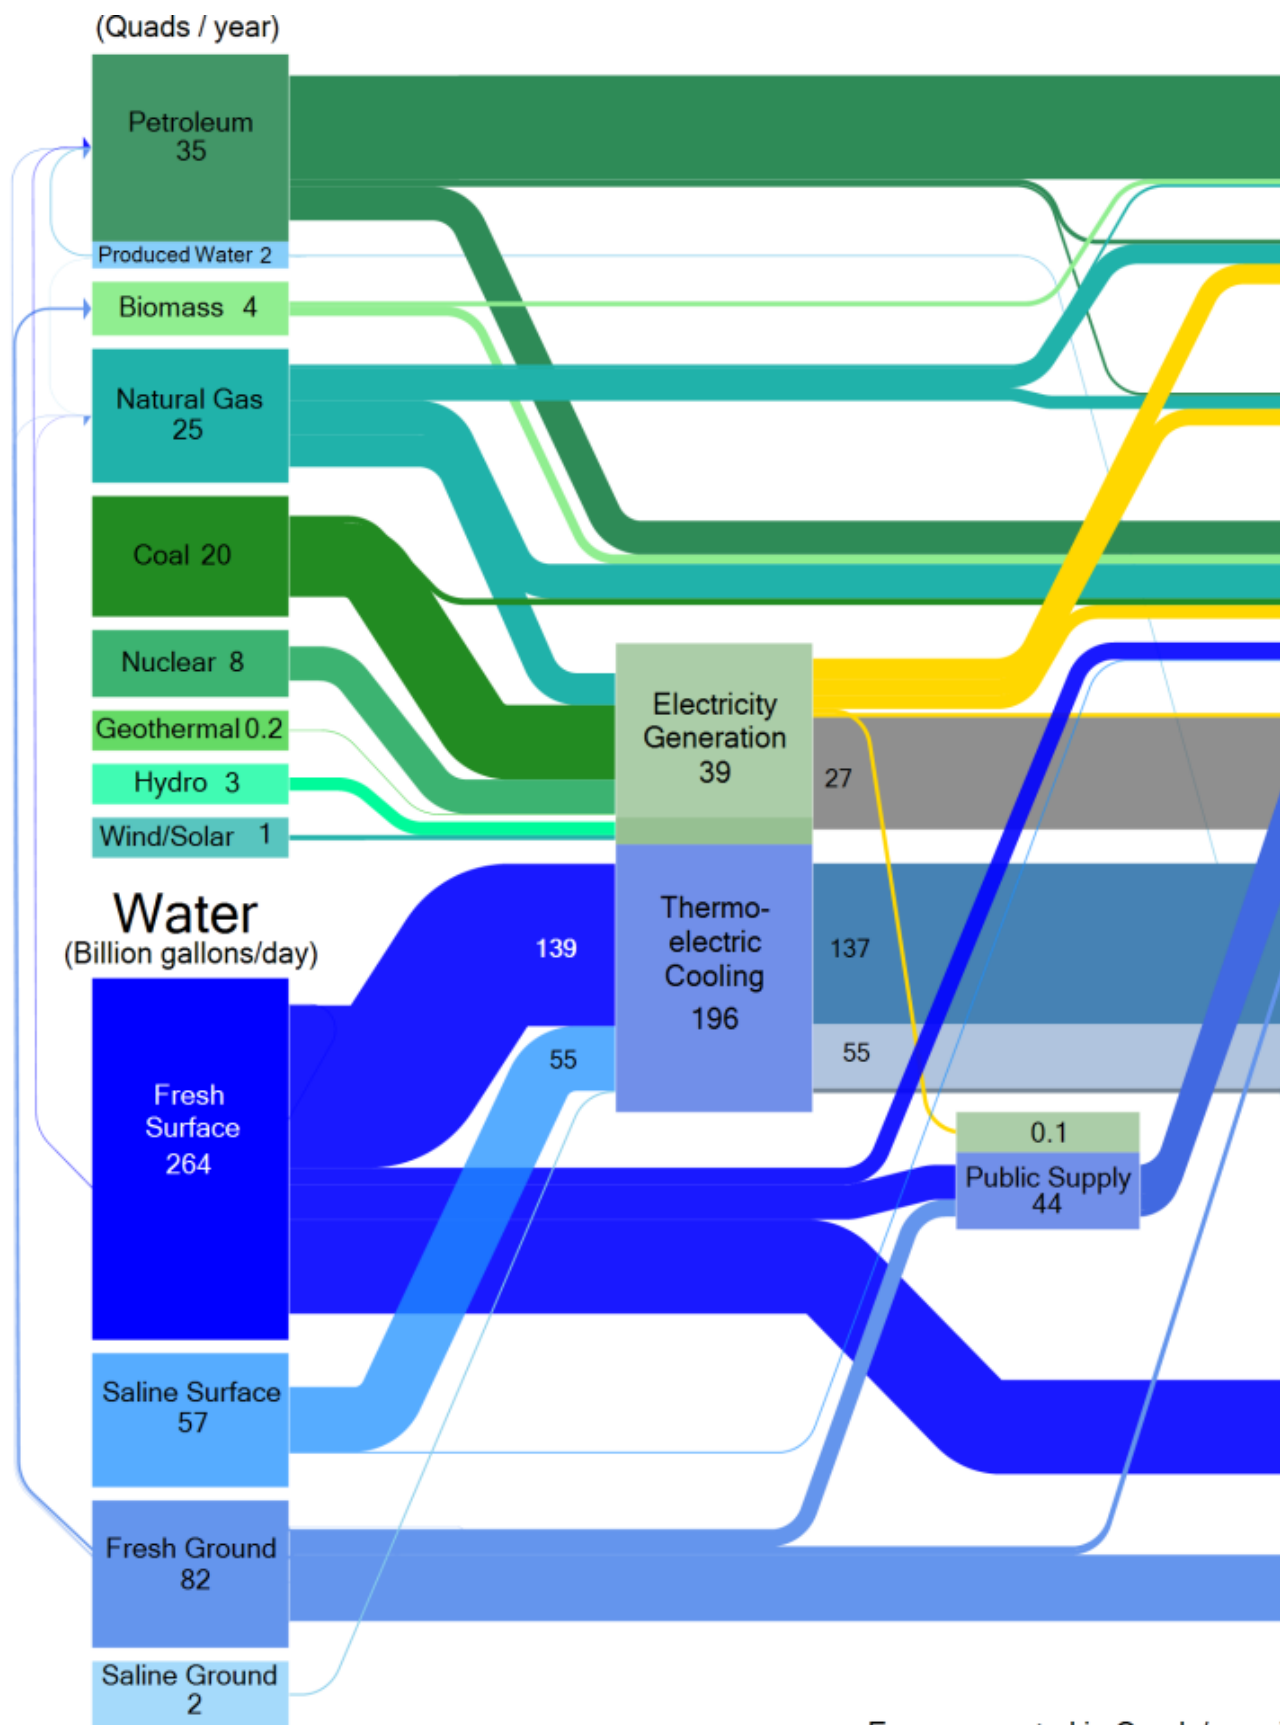 (Quads / year)
Petroleum
35
Produced Water 2
Biomass 4
Natural Gas
25
Coal 20
Nuclear 8
Geothermal 0.2
Hydro 3
Wind/Solar 1
Electricity
Generation
39
27
Water
(Billion gallons/day)
Thermo-
electric
Cooling
196
139
137
55
55
Fresh
Surface
264
0.1
Public Supply
44
Saline Surface
57
Fresh Ground
82
Saline Ground
2